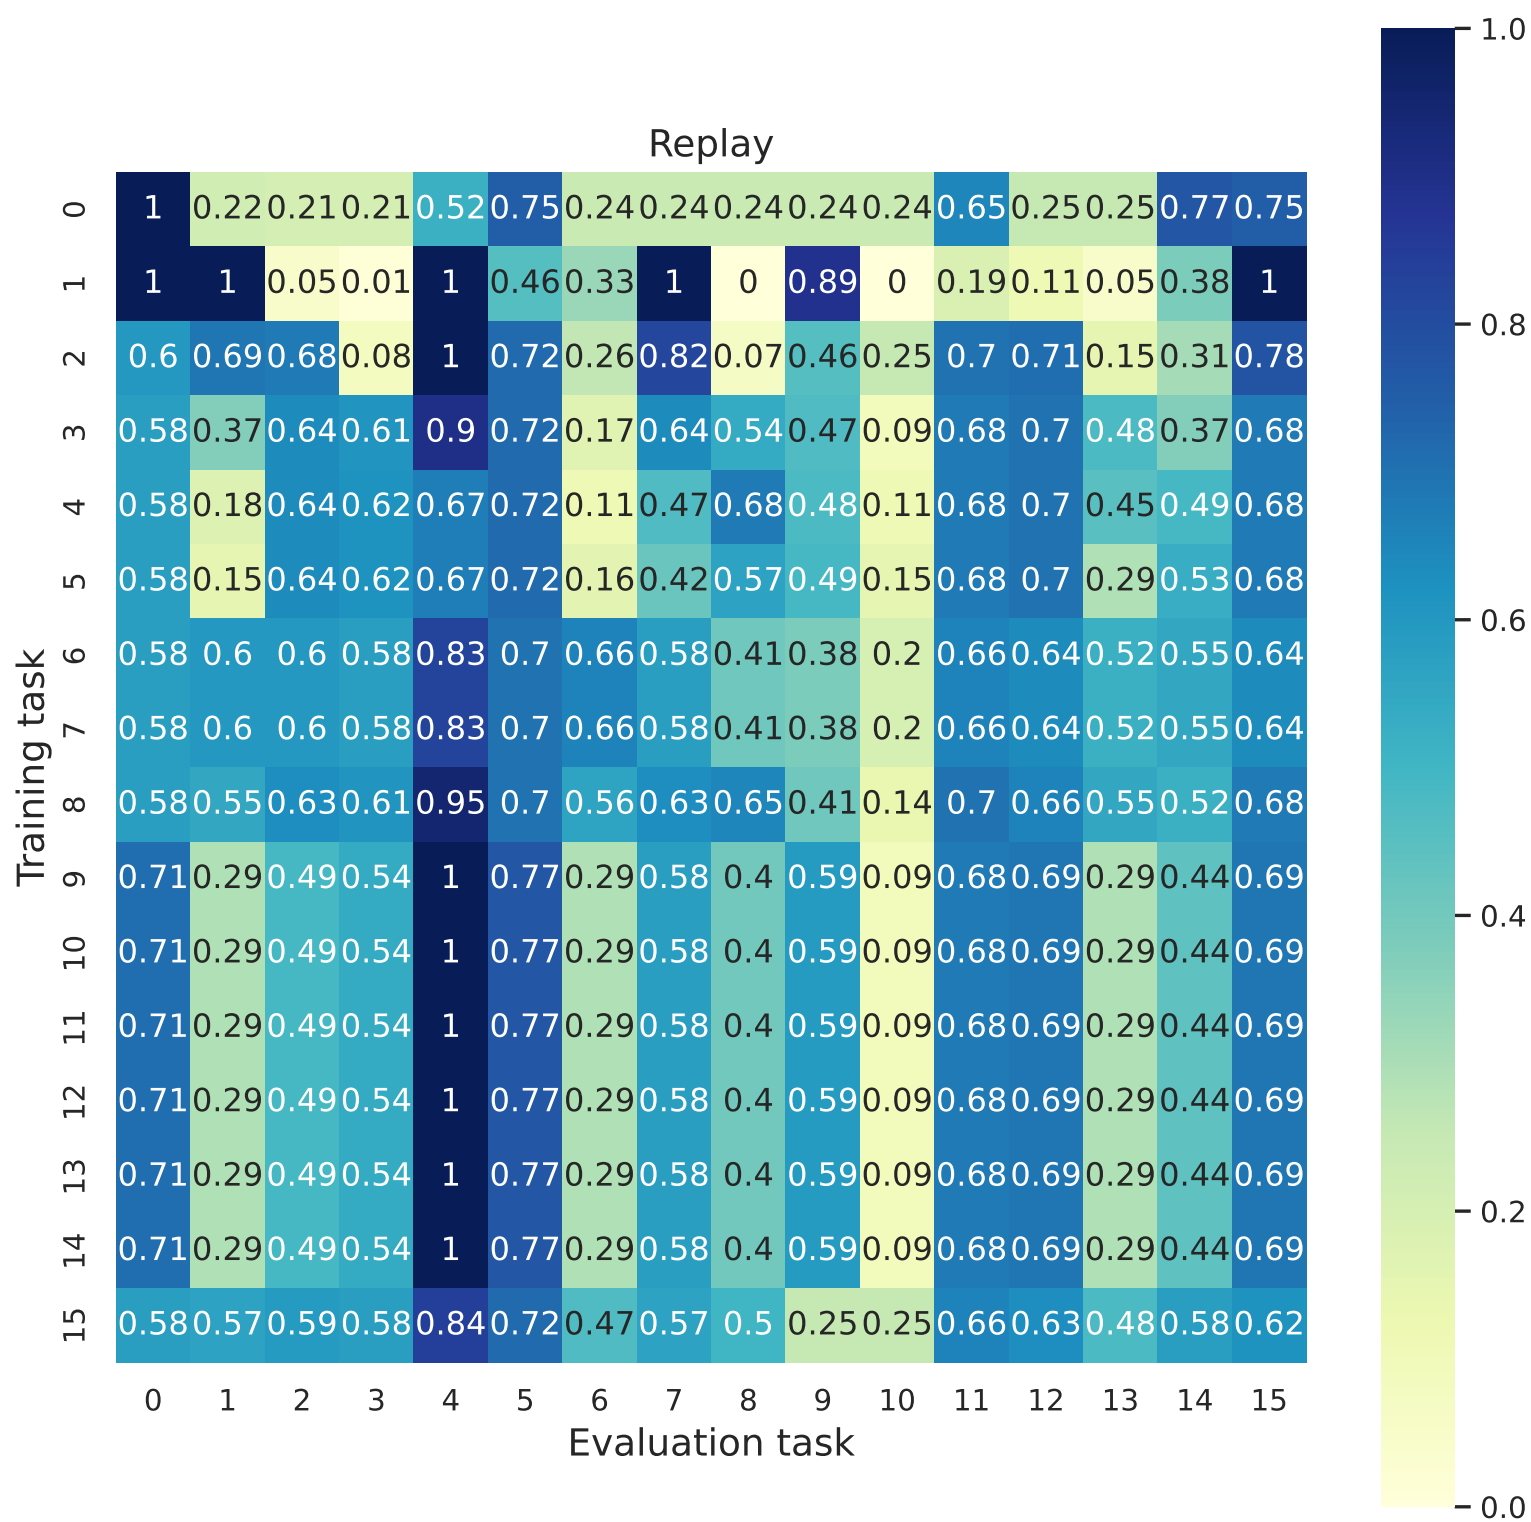 Replay
0 1 0.22 0.21 0.21 0.52 0.75 0.24 0.24 0.24 0.24 0.24 0.65 0.25 0.25 0.77 0.75
1 1 1 0.05 0.01 1 0.46 0.33 1 0 0.89 0 0.19 0.11 0.05 0.38 1
2 0.6 0.69 0.68 0.08 1 0.72 0.26 0.82 0.07 0.46 0.25 0.7 0.71 0.15 0.31 0.78
3 0.58 0.37 0.64 0.61 0.9 0.72 0.17 0.64 0.54 0.47 0.09 0.68 0.7 0.48 0.37 0.68
4 0.58 0.18 0.64 0.62 0.67 0.72 0.11 0.47 0.68 0.48 0.11 0.68 0.7 0.45 0.49 0.68
5 0.58 0.15 0.64 0.62 0.67 0.72 0.16 0.42 0.57 0.49 0.15 0.68 0.7 0.29 0.53 0.68
6 0.58 0.6 0.6 0.58 0.83 0.7 0.66 0.58 0.41 0.38 0.2 0.66 0.64 0.52 0.55 0.64
7 0.58 0.6 0.6 0.58 0.83 0.7 0.66 0.58 0.41 0.38 0.2 0.66 0.64 0.52 0.55 0.64
8 0.58 0.55 0.63 0.61 0.95 0.7 0.56 0.63 0.65 0.41 0.14 0.7 0.66 0.55 0.52 0.68
9 0.71 0.29 0.49 0.54 1 0.77 0.29 0.58 0.4 0.59 0.09 0.68 0.69 0.29 0.44 0.69
10 0.71 0.29 0.49 0.54 1 0.77 0.29 0.58 0.4 0.59 0.09 0.68 0.69 0.29 0.44 0.69
11 0.71 0.29 0.49 0.54 1 0.77 0.29 0.58 0.4 0.59 0.09 0.68 0.69 0.29 0.44 0.69
12 0.71 0.29 0.49 0.54 1 0.77 0.29 0.58 0.4 0.59 0.09 0.68 0.69 0.29 0.44 0.69
13 0.71 0.29 0.49 0.54 1 0.77 0.29 0.58 0.4 0.59 0.09 0.68 0.69 0.29 0.44 0.69
14 0.71 0.29 0.49 0.54 1 0.77 0.29 0.58 0.4 0.59 0.09 0.68 0.69 0.29 0.44 0.69
15 0.58 0.57 0.59 0.58 0.84 0.72 0.47 0.57 0.5 0.25 0.25 0.66 0.63 0.48 0.58 0.62
0 1 2 3 4 5 6 7 8 9 10 11 12 13 14 15
Evaluation task
Training task
1.0
0.8
0.6
0.4
0.2
0.0